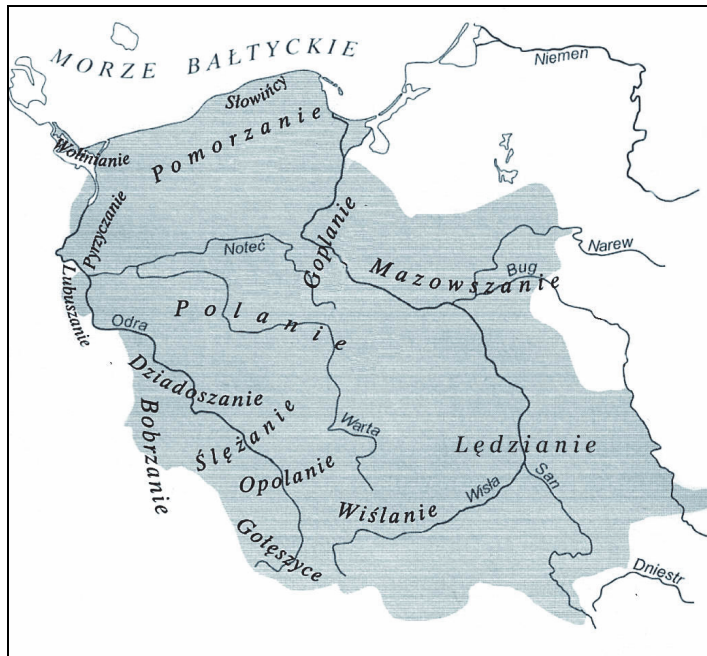 MORZE BAŁTYCKIE
Niemen
Słowińcy
Pomorzanie
Wolinianie
Pyrzyczanie
Goplanie
Noteć
Narew
Bug
Mazowszanie
Lubuszanie
Odra
Polanie
Dziadoszanie
Bobrzanie
Ślężanie
Warta
Lędzianie
Opolanie
San
Wisła
Wiślanie
Gołęszyce
Dniestr